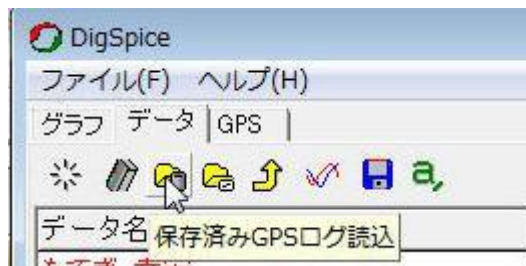 DigSpice
ファイル(F) ヘルプ(H)
グラフ データ GPS
a,
データ名
保存済みGPSログ読込